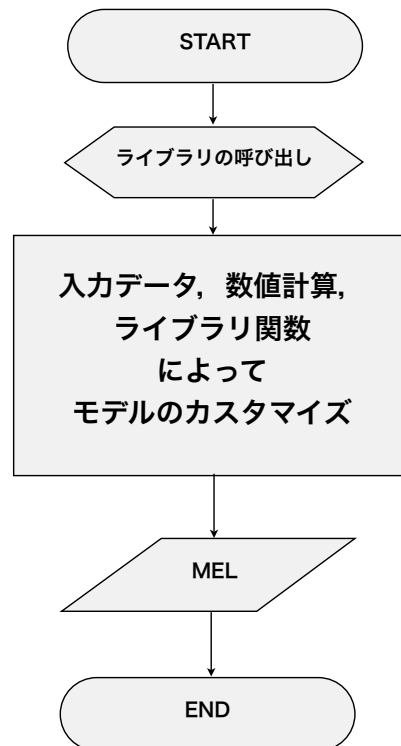 START
ライブラリの呼び出し
入力データ，数値計算，
ライブラリ関数
によって
モデルのカスタマイズ
MEL
END